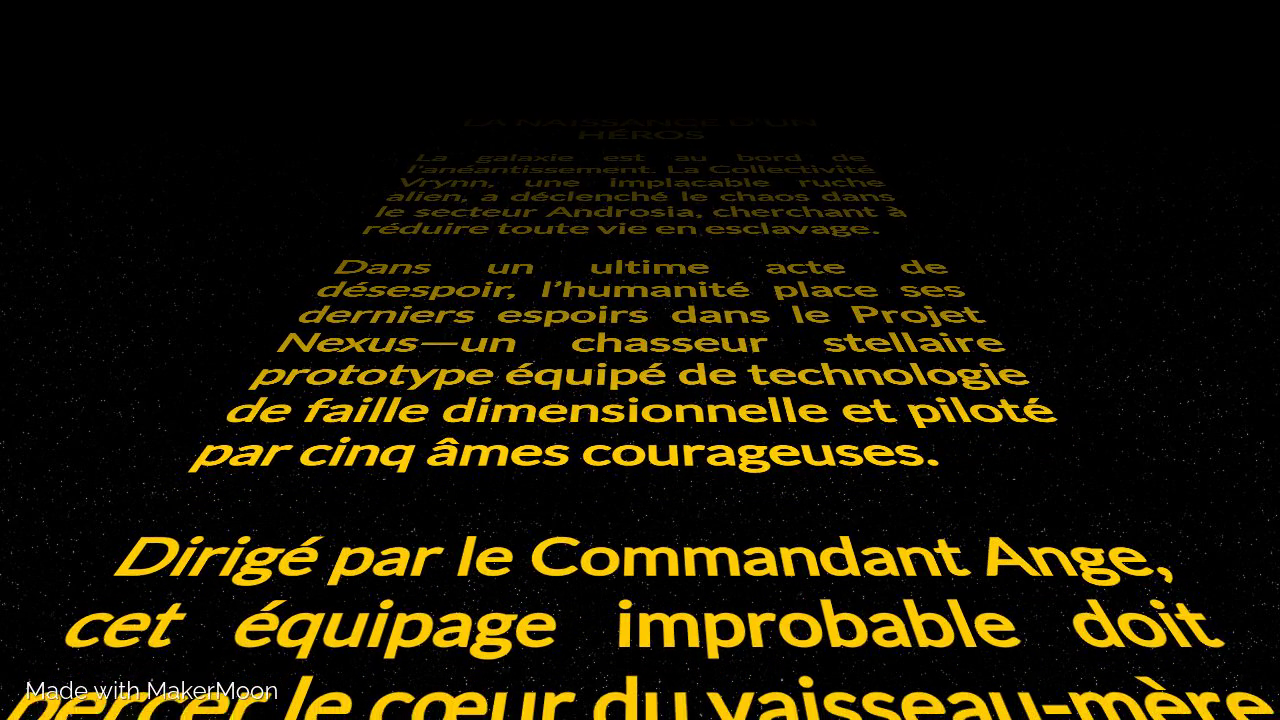 LA NAISSANCE D'UN
HÉROS
La galaxie est au bord de
l'anéantissement. La Collectivité
Vrynn, une implacable ruche
alien, a déclenché le chaos dans
le secteur Androsia, cherchant à
réduire toute vie en esclavage.
Dans un ultime acte de
désespoir, l'humanité place ses
derniers espoirs dans le Projet
Nexus—un chasseur stellaire
prototype équipé de technologie
de faille dimensionnelle et piloté
par cinq âmes courageuses.
Dirigé par le Commandant Ange,
cet équipage improbable doit
percer le cœur du vaisseau-mère
Made with MakerMoon